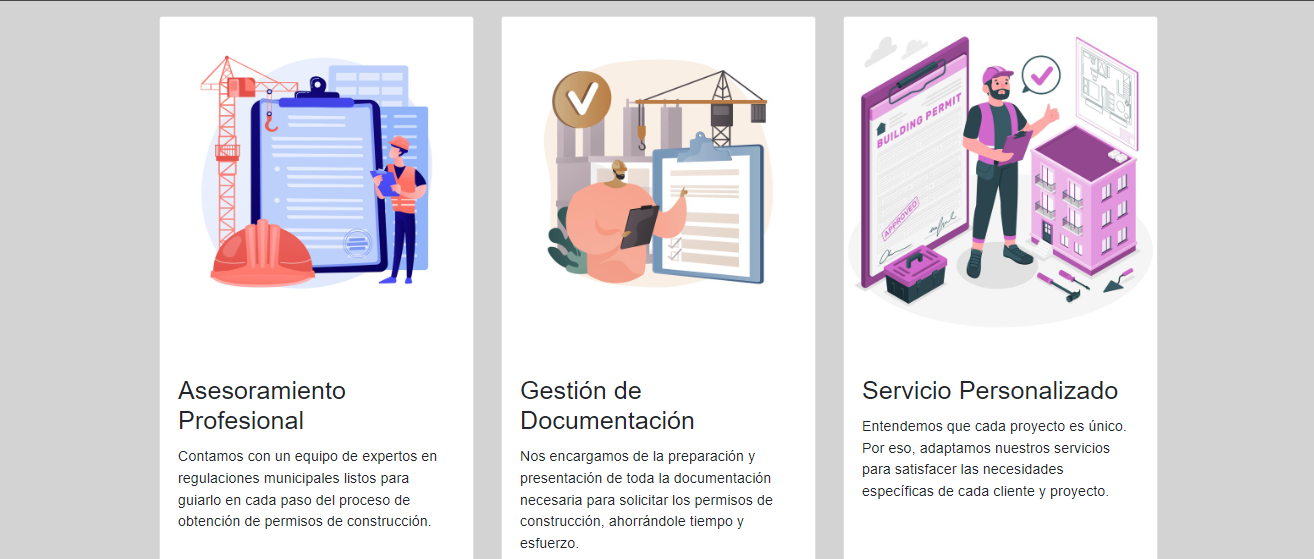 BUILDING PERMIT
APPROVED
Asesoramiento
Profesional
Contamos con un equipo de expertos en
regulaciones municipales listos para
guiarlo en cada paso del proceso de
obtención de permisos de construcción.
Gestión de
Documentación
Nos encargamos de la preparación y
presentación de toda la documentación
necesaria para solicitar los permisos de
construcción, ahorrándole tiempo y
esfuerzo.
Servicio Personalizado
Entendemos que cada proyecto es único.
Por eso, adaptamos nuestros servicios
para satisfacer las necesidades
específicas de cada cliente y proyecto.